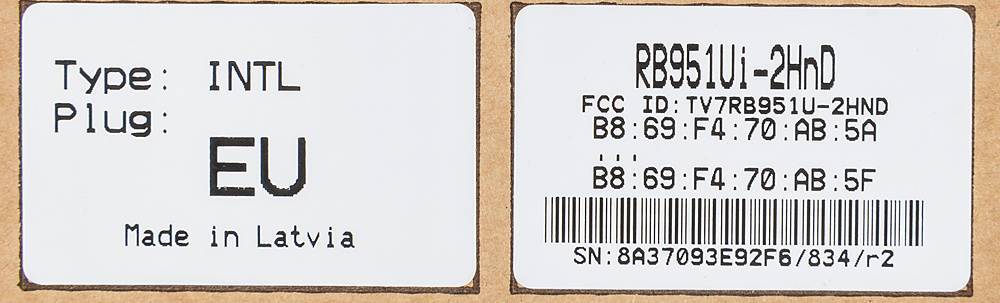 Type: INTL
Plug:
EU
Made in Latvia
RB951Ui-2HnD
FCC ID:TV7RB951U-2HND
B8:69:F4:70:AB:5A
...
B8:69:F4:70:AB:5F
SN:8A37093E92F6/834/r2